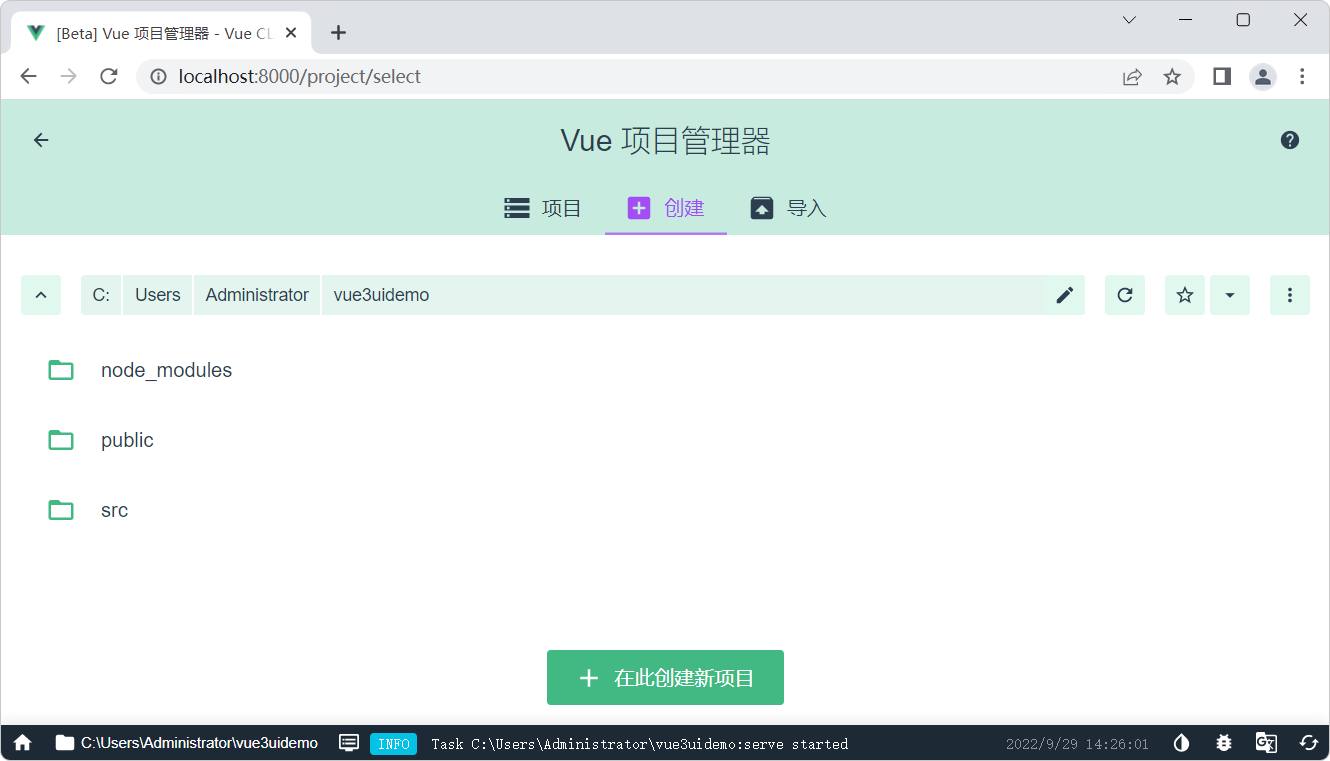 [Beta] Vue 项目管理器 - Vue CL
localhost:8000/project/select
Vue 项目管理器
项目 创建 导入
C: Users Administrator vue3uidemo
node_modules
public
src
在此创建新项目
C:\Users\Administrator\vue3uidemo INFO Task C:\Users\Administrator\vue3uidemo:serve started 2022/9/29 14:26:01